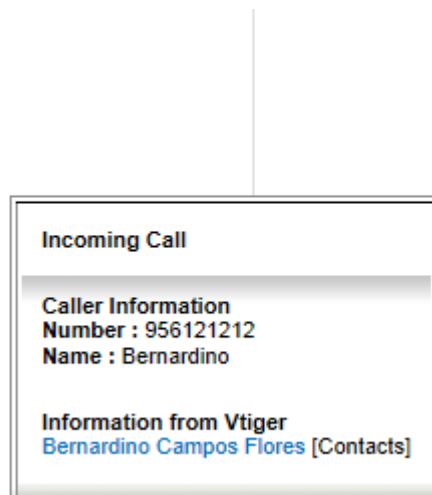 Incoming Call
Caller Information
Number : 956121212
Name : Bernardino
Information from Vtiger
Bernardino Campos Flores [Contacts]